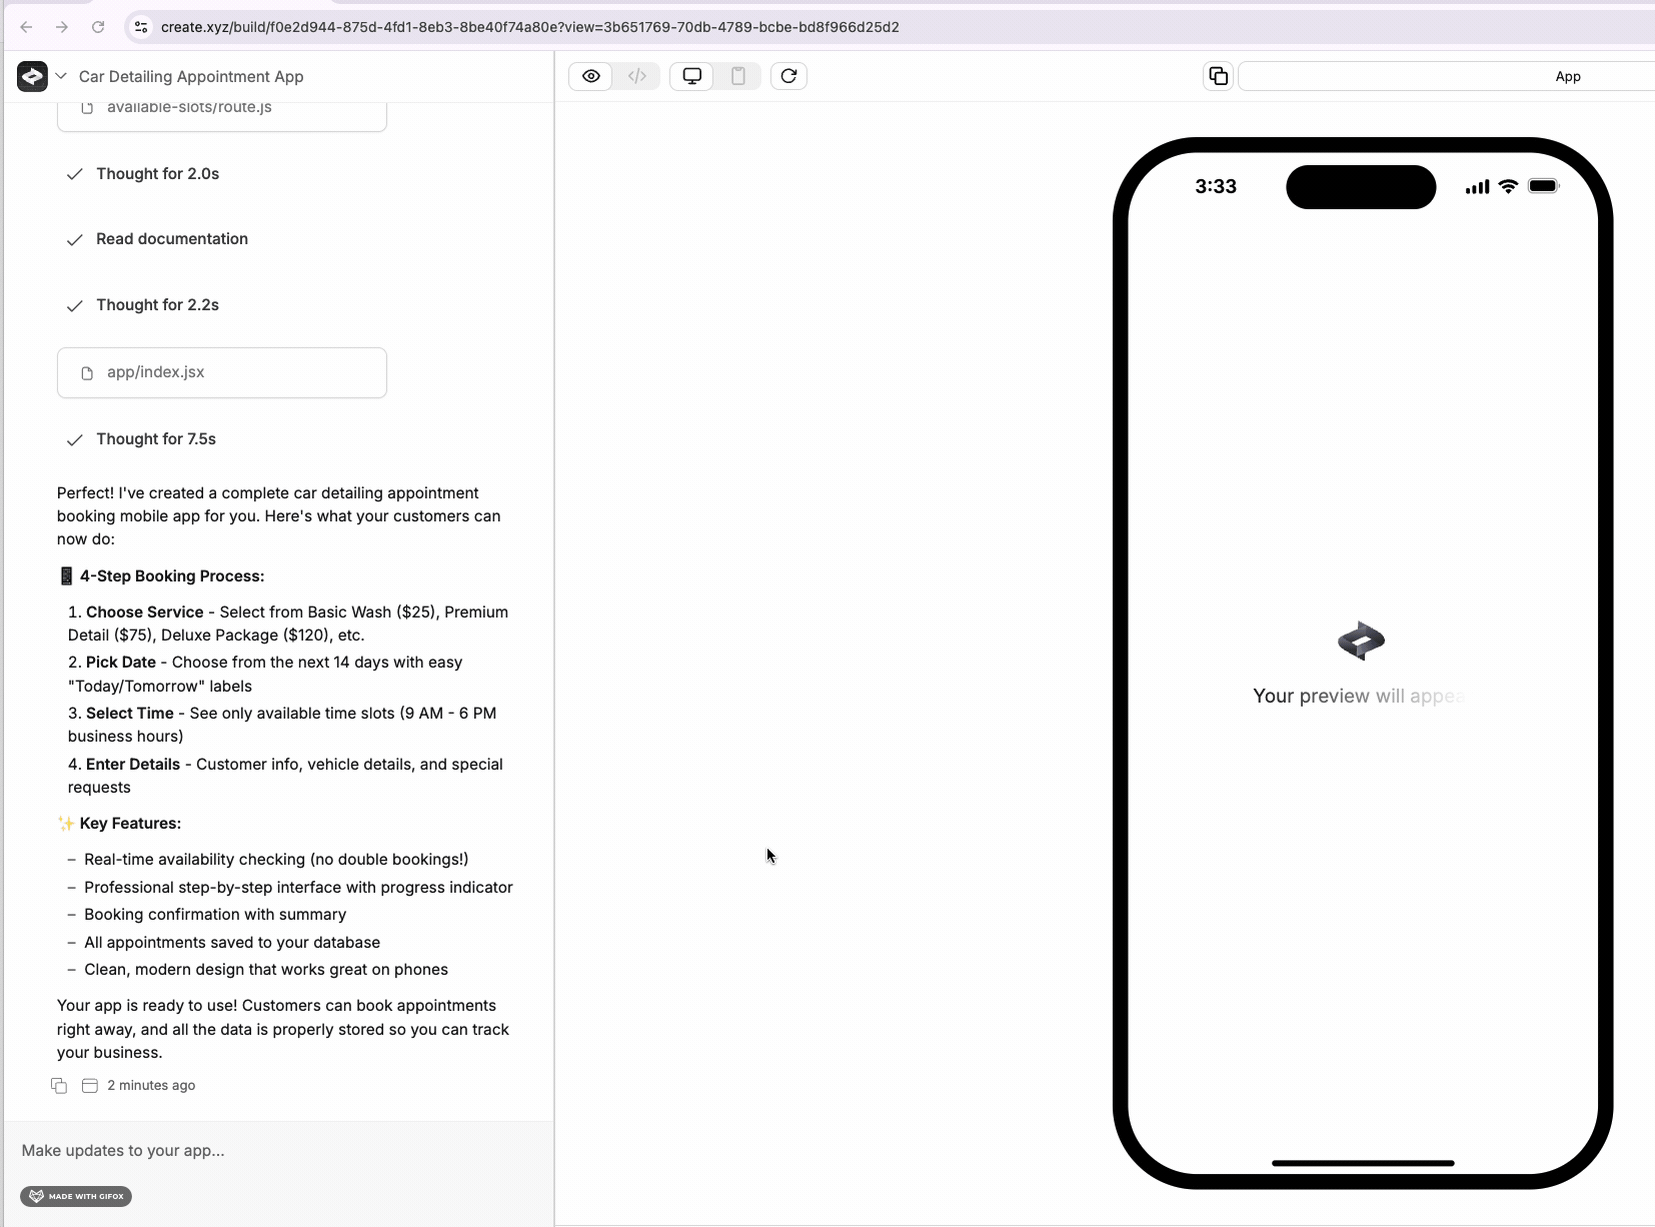 create.xyz/build/f0e2d944-875d-4fd1-8eb3-8be40f74a80e?view=3b651769-70db-4789-bcbe-bd8f966d25d2
Car Detailing Appointment App
App
available-slots/route.js
Thought for 2.0s
Read documentation
Thought for 2.2s
app/index.jsx
Thought for 7.5s
Perfect! I've created a complete car detailing appointment
booking mobile app for you. Here's what your customers can
now do:
4-Step Booking Process:
1. Choose Service - Select from Basic Wash ($25), Premium
Detail ($75), Deluxe Package ($120), etc.
2. Pick Date - Choose from the next 14 days with easy
"Today/Tomorrow" labels
3. Select Time - See only available time slots (9 AM - 6 PM
business hours)
4. Enter Details - Customer info, vehicle details, and special
requests
✨ Key Features:
– Real-time availability checking (no double bookings!)
– Professional step-by-step interface with progress indicator
– Booking confirmation with summary
– All appointments saved to your database
– Clean, modern design that works great on phones
Your app is ready to use! Customers can book appointments
right away, and all the data is properly stored so you can track
your business.
2 minutes ago
Make updates to your app...
MADE WITH GIFOX
3:33
Your preview will appea